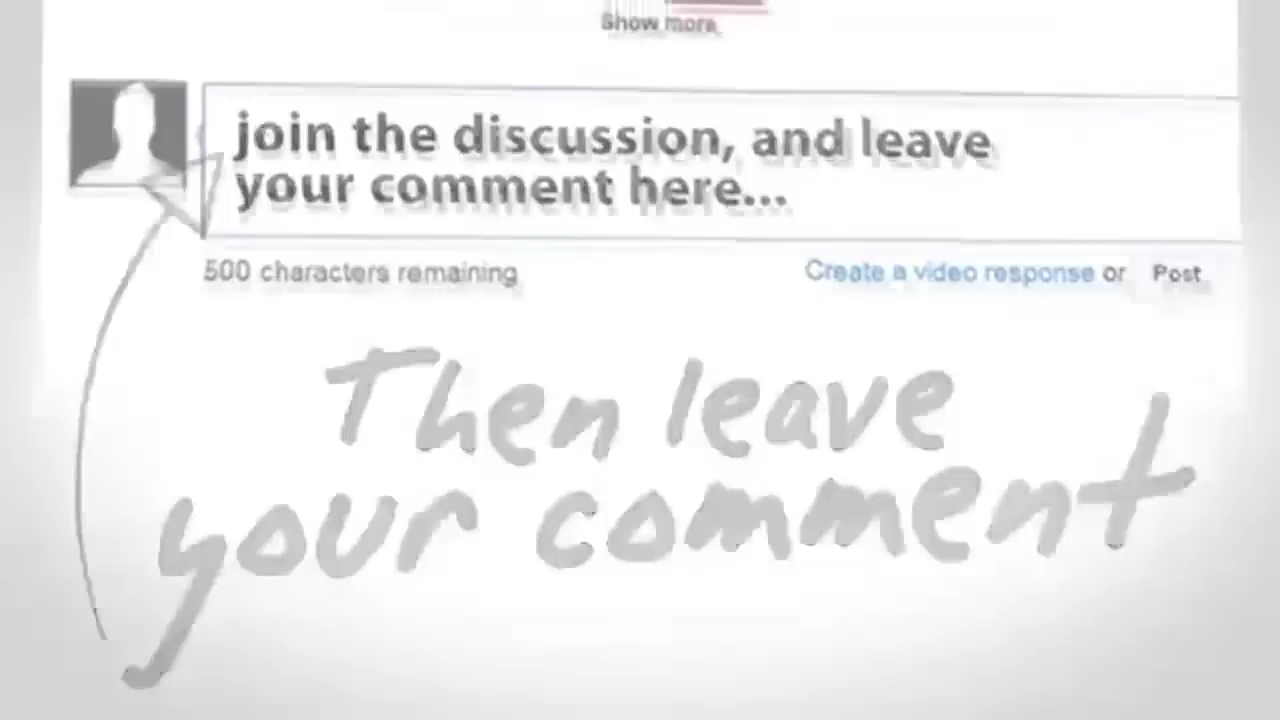 Show more
join the discussion, and leave
your comment here...
500 characters remaining
Create a video response or Post
Then leave
your comment